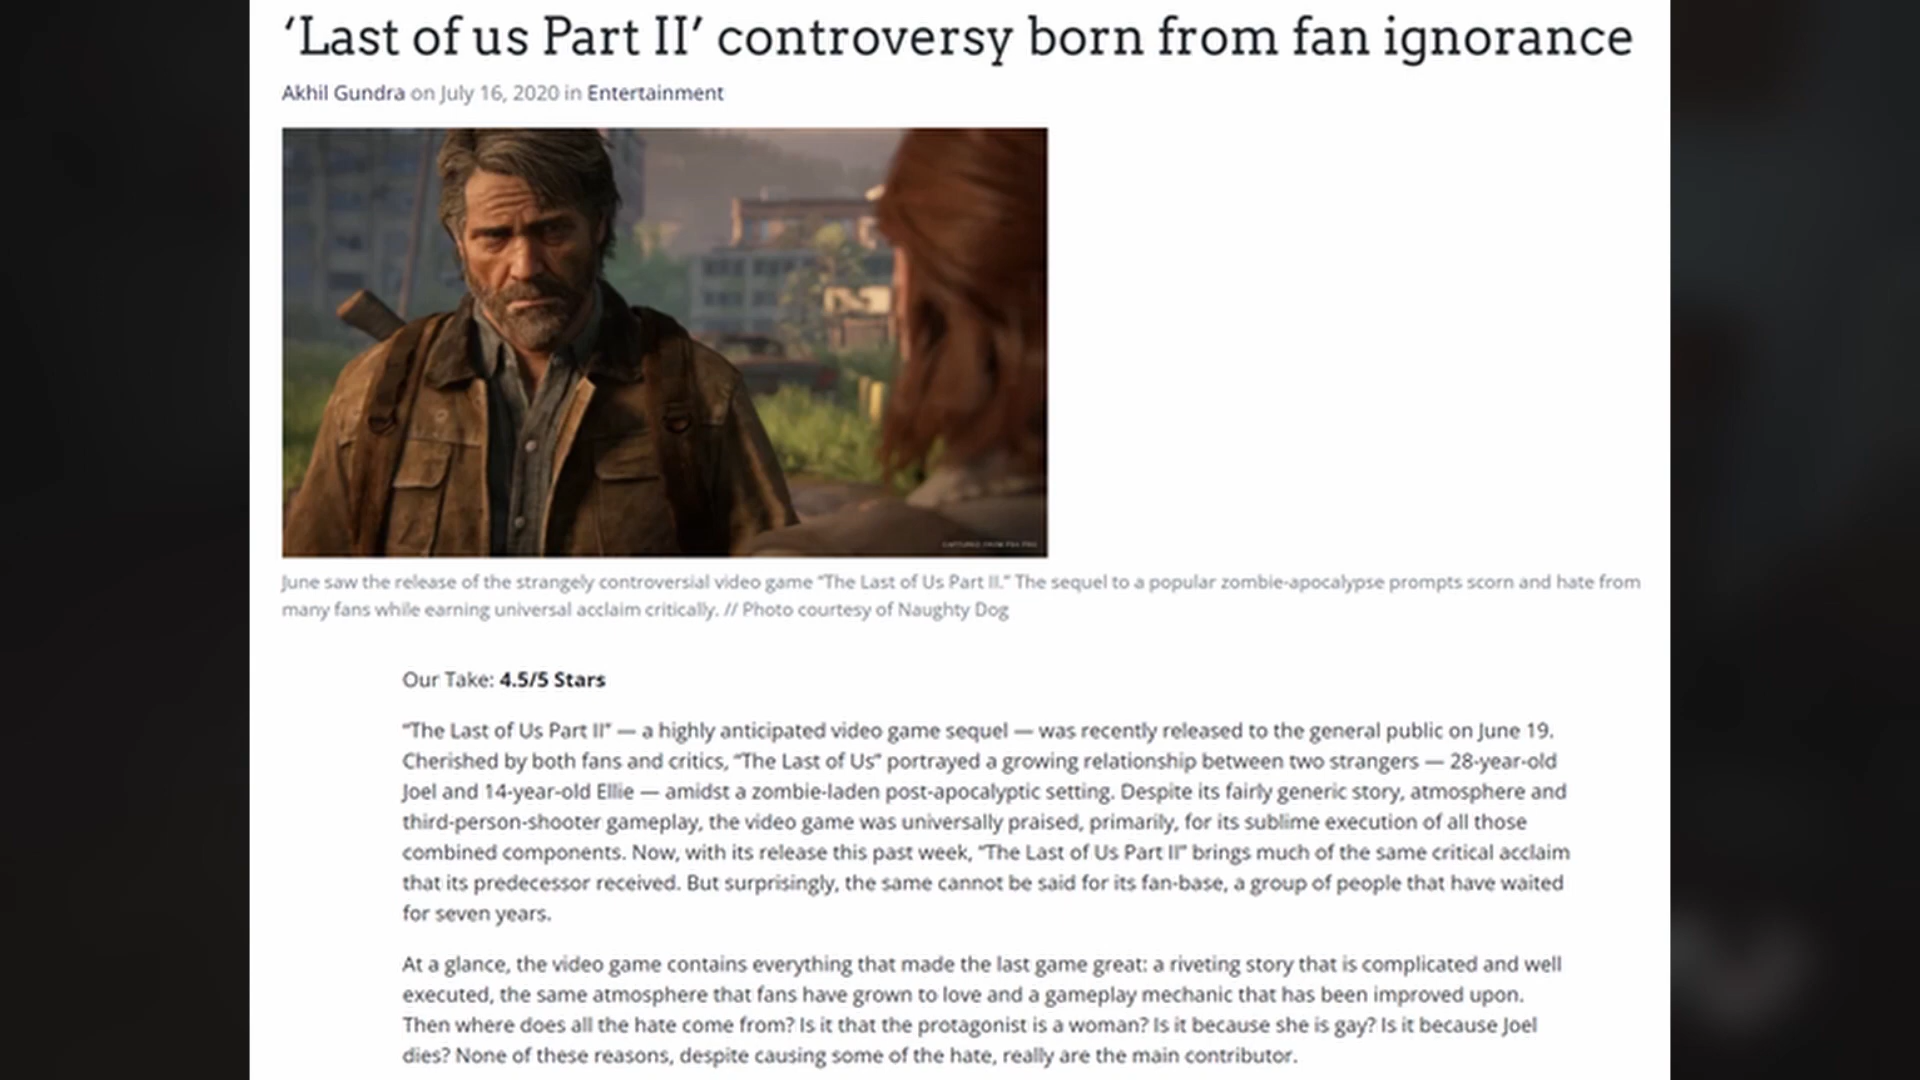 ‘Last of us Part II’ controversy born from fan ignorance
Akhil Gundra on July 16, 2020 in Entertainment
CAPTURED FROM PS4 PRO
June saw the release of the strangely controversial video game “The Last of Us Part II.” The sequel to a popular zombie-apocalypse prompts scorn and hate from
many fans while earning universal acclaim critically. // Photo courtesy of Naughty Dog
Our Take: 4.5/5 Stars
“The Last of Us Part II” — a highly anticipated video game sequel — was recently released to the general public on June 19.
Cherished by both fans and critics, “The Last of Us” portrayed a growing relationship between two strangers — 28-year-old
Joel and 14-year-old Ellie — amidst a zombie-laden post-apocalyptic setting. Despite its fairly generic story, atmosphere and
third-person-shooter gameplay, the video game was universally praised, primarily, for its sublime execution of all those
combined components. Now, with its release this past week, “The Last of Us Part II” brings much of the same critical acclaim
that its predecessor received. But surprisingly, the same cannot be said for its fan-base, a group of people that have waited
for seven years.
At a glance, the video game contains everything that made the last game great: a riveting story that is complicated and well
executed, the same atmosphere that fans have grown to love and a gameplay mechanic that has been improved upon.
Then where does all the hate come from? Is it that the protagonist is a woman? Is it because she is gay? Is it because Joel
dies? None of these reasons, despite causing some of the hate, really are the main contributor.